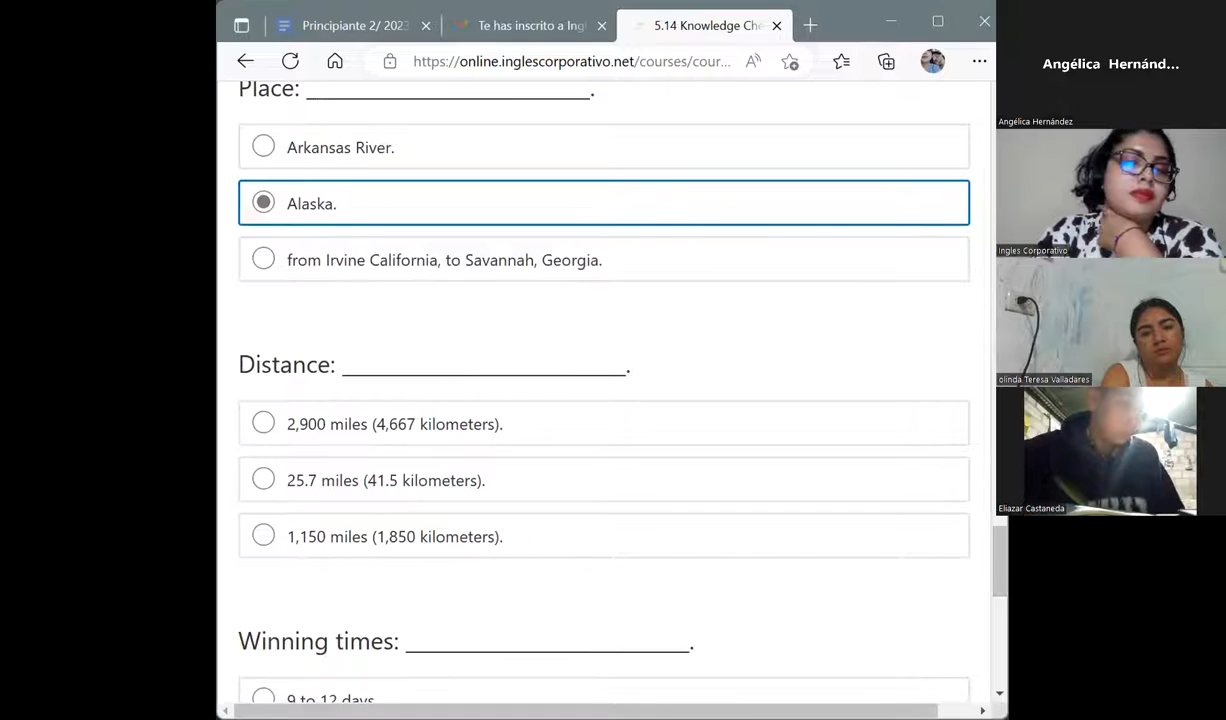 Principiante 2/ 2023
Te has inscrito a Ing
5.14 Knowledge Che
https://online.inglescorporativo.net/courses/cour...
Place: ____________________.
Arkansas River.
Alaska.
from Irvine California, to Savannah, Georgia.
Distance: ____________________.
2,900 miles (4,667 kilometers).
25.7 miles (41.5 kilometers).
1,150 miles (1,850 kilometers).
Winning times: ____________________.
9 to 12 days
Angélica Hernánd...
Angélica Hernández
Ingles Corporativo
olinda Teresa Valladares
Eliazar Castaneda